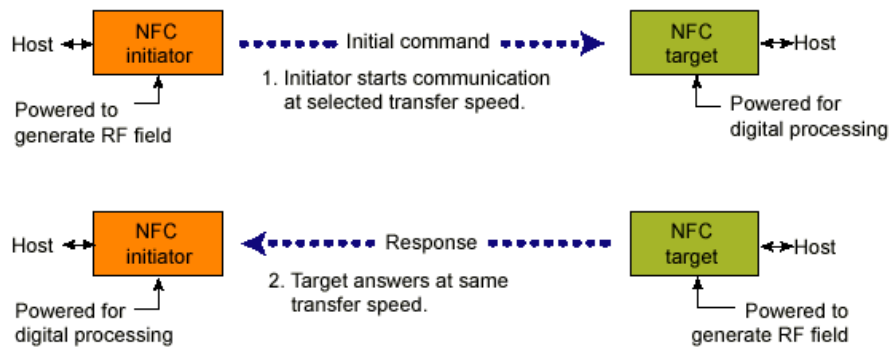 Host
NFC
initiator
Initial command
NFC
target
Host
1. Initiator starts communication
at selected transfer speed.
Powered to
generate RF field
Powered for
digital processing
Host
NFC
initiator
Response
NFC
target
Host
2. Target answers at same
transfer speed.
Powered for
digital processing
Powered to
generate RF field